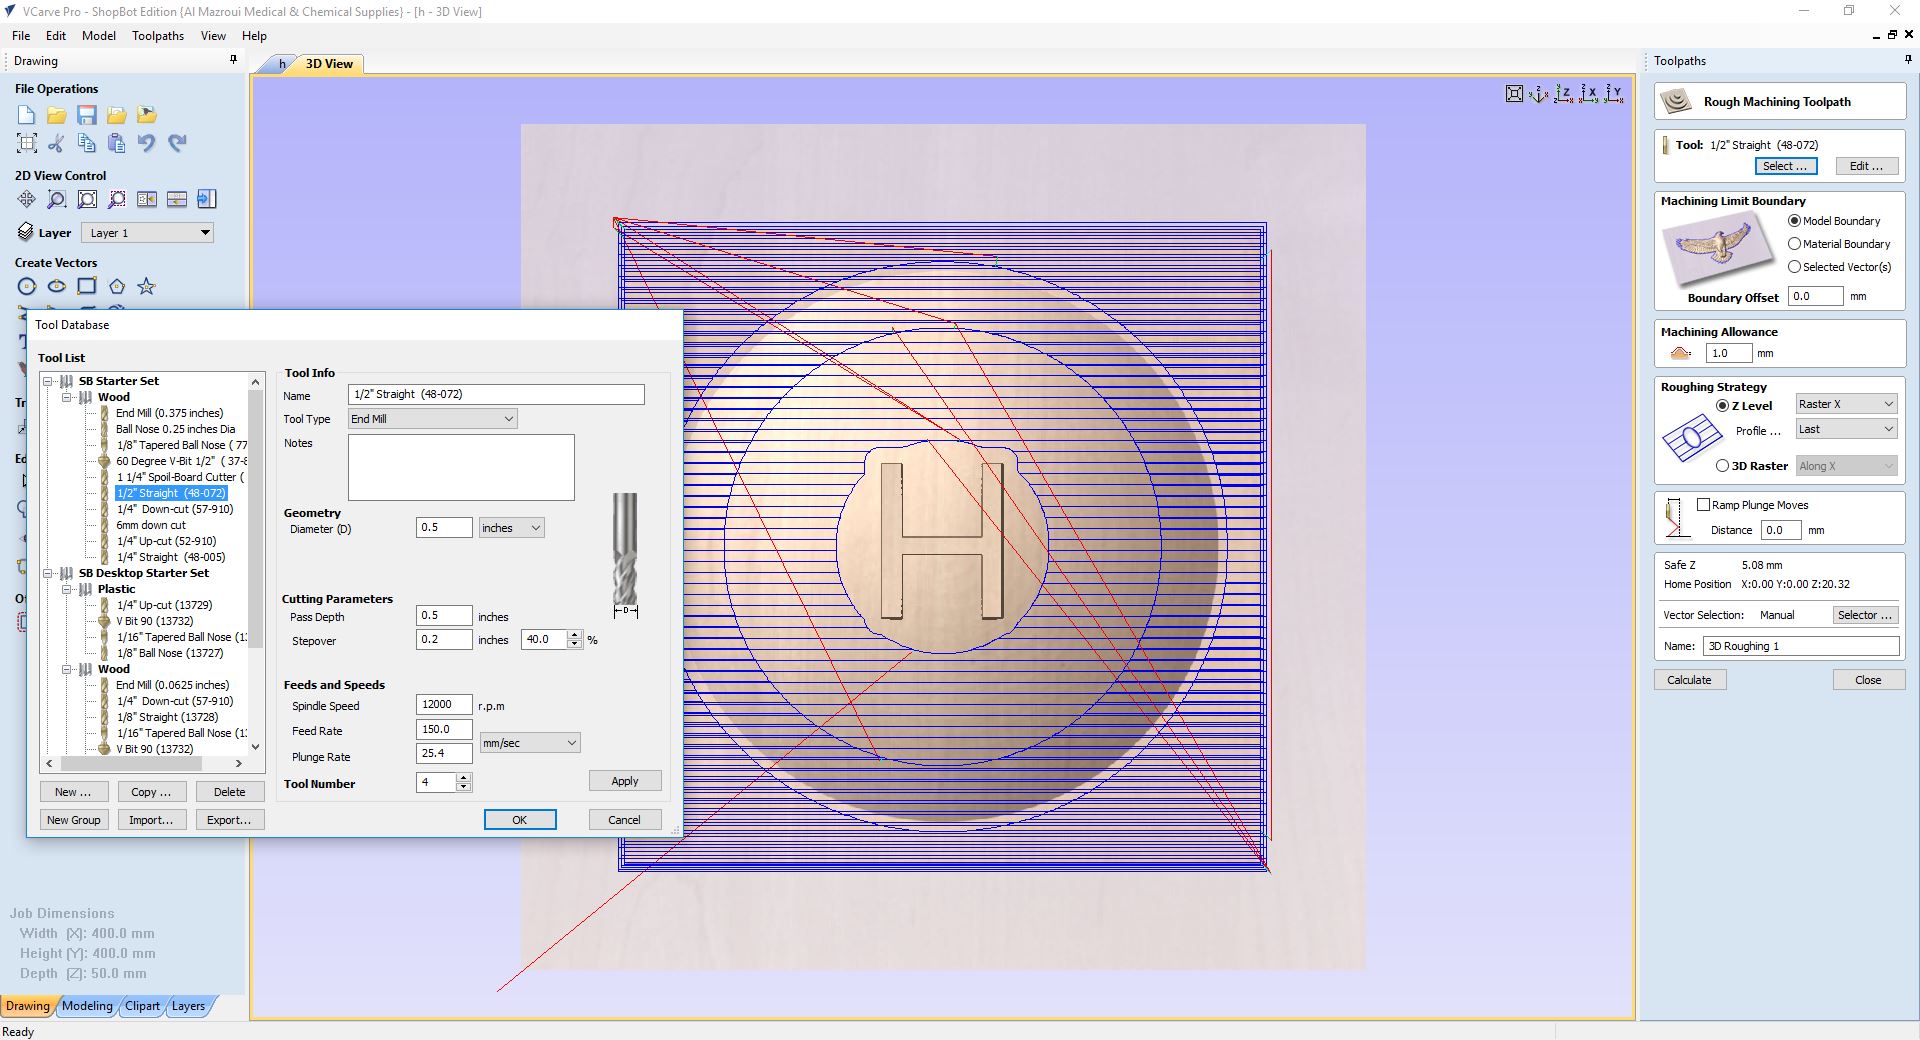 VCarve Pro - ShopBot Edition {Al Mazroui Medical & Chemical Supplies} - [h - 3D View]
File Edit Model Toolpaths View Help
Drawing
File Operations
2D View Control
Layer Layer 1
Create Vectors
Job Dimensions
Width (X): 400.0 mm
Height (Y): 400.0 mm
Depth (Z): 50.0 mm
Drawing Modeling Clipart Layers
Ready
h 3D View
Z X Y
H
Tool Database
Tool List
SB Starter Set
Wood
End Mill (0.375 inches)
Ball Nose 0.25 inches Dia
1/8" Tapered Ball Nose ( 77
60 Degree V-Bit 1/2" ( 37-8
1 1/4" Spoil-Board Cutter (
1/2" Straight (48-072)
1/4" Down-cut (57-910)
6mm down cut
1/4" Up-cut (52-910)
1/4" Straight (48-005)
SB Desktop Starter Set
Plastic
1/4" Up-cut (13729)
V Bit 90 (13732)
1/16" Tapered Ball Nose (1:
1/8" Ball Nose (13727)
Wood
End Mill (0.0625 inches)
1/4" Down-cut (57-910)
1/8" Straight (13728)
1/16" Tapered Ball Nose (1:
V Bit 90 (13732)
New ... Copy ... Delete
New Group Import... Export...
Tool Info
Name 1/2" Straight (48-072)
Tool Type End Mill
Notes
Geometry
Diameter (D) 0.5 inches
D
Cutting Parameters
Pass Depth 0.5 inches
Stepover 0.2 inches 40.0 %
Feeds and Speeds
Spindle Speed 12000 r.p.m
Feed Rate 150.0
mm/sec
Plunge Rate 25.4
Tool Number 4
Apply
OK Cancel
Toolpaths
Rough Machining Toolpath
Tool: 1/2" Straight (48-072)
Select ... Edit ...
Machining Limit Boundary
Model Boundary
Material Boundary
Selected Vector(s)
Boundary Offset 0.0 mm
Machining Allowance
1.0 mm
Roughing Strategy
Z Level Raster X
Profile ... Last
3D Raster Along X
Ramp Plunge Moves
Distance 0.0 mm
Safe Z 5.08 mm
Home Position X:0.00 Y:0.00 Z:20.32
Vector Selection: Manual Selector ...
Name: 3D Roughing 1
Calculate Close